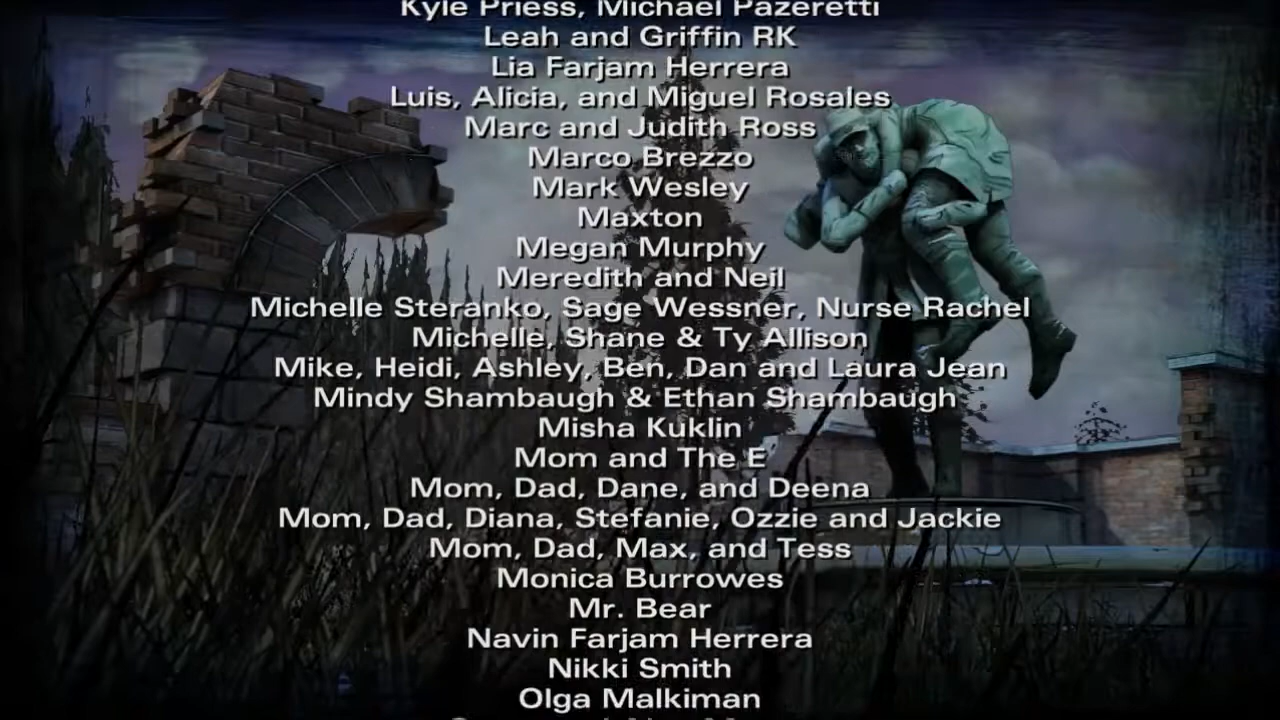 Kyle Priess, Michael Pazeretti
Leah and Griffin RK
Lia Farjam Herrera
Luis, Alicia, and Miguel Rosales
Marc and Judith Ross
Marco Brezzo
Mark Wesley
Maxton
Megan Murphy
Meredith and Neil
Michelle Steranko, Sage Wessner, Nurse Rachel
Michelle, Shane & Ty Allison
Mike, Heidi, Ashley, Ben, Dan and Laura Jean
Mindy Shambaugh & Ethan Shambaugh
Misha Kuklin
Mom and The E
Mom, Dad, Dane, and Deena
Mom, Dad, Diana, Stefanie, Ozzie and Jackie
Mom, Dad, Max, and Tess
Monica Burrowes
Mr. Bear
Navin Farjam Herrera
Nikki Smith
Olga Malkiman